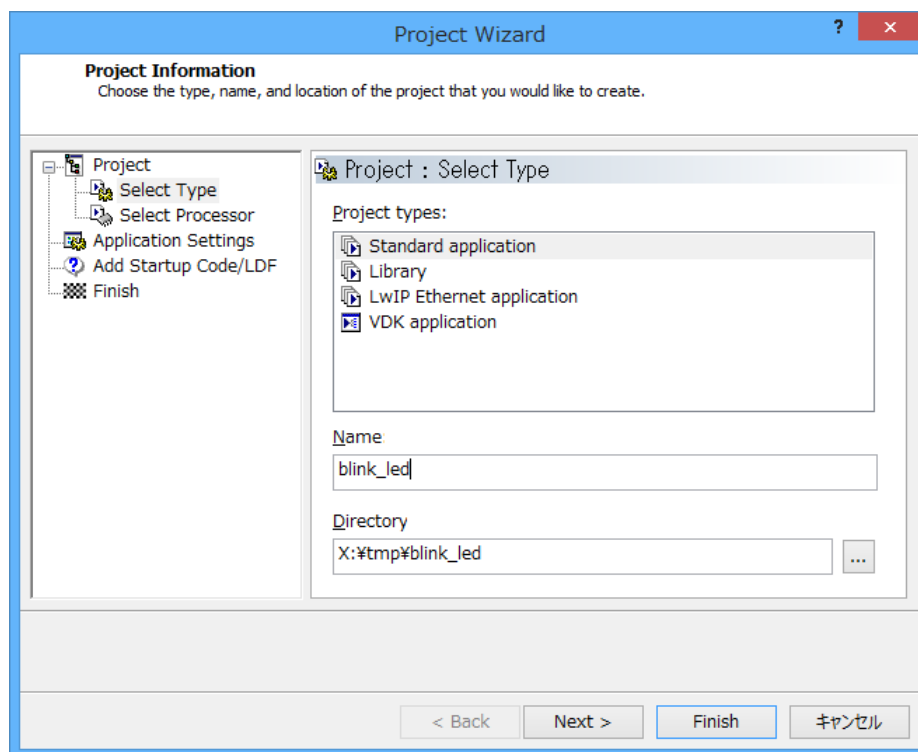 Project Wizard
?
Project Information
Choose the type, name, and location of the project that you would like to create.
Project
Select Type
Select Processor
Application Settings
Add Startup Code/LDF
Finish
Project : Select Type
Project types:
Standard application
Library
LwIP Ethernet application
VDK application
Name
blink_led
Directory
X:¥tmp¥blink_led
...
< Back
Next >
Finish
キャンセル